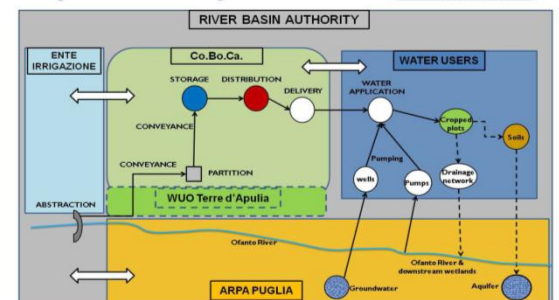 RIVER BASIN AUTHORITY
ENTE
IRRIGAZIONE
Co.Bo.Ca.
WATER USERS
STORAGE
DISTRIBUTION
DELIVERY
WATER
APPLICATION
CONVEYANCE
Cropped
plots
Soils
CONVEYANCE
PARTITION
Pumping
wells
Pumps
Drainage
network
ABSTRACTION
WUO Terre d'Apulia
Ofanto River
Ofanto River &
downstream wetlands
ARPA PUGLIA
Groundwater
Aquifer